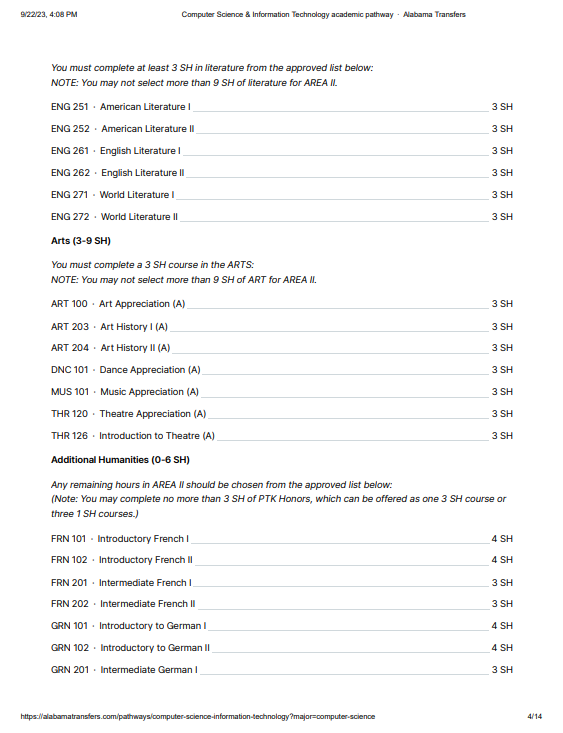 9/22/23, 4:08 PM Computer Science & Information Technology academic pathway · Alabama Transfers
You must complete at least 3 SH in literature from the approved list below:
NOTE: You may not select more than 9 SH of literature for AREA II.
ENG 251 · American Literature I 3 SH
ENG 252 · American Literature II 3 SH
ENG 261 · English Literature I 3 SH
ENG 262 · English Literature II 3 SH
ENG 271 · World Literature I 3 SH
ENG 272 · World Literature II 3 SH
Arts (3-9 SH)
You must complete a 3 SH course in the ARTS:
NOTE: You may not select more than 9 SH of ART for AREA II.
ART 100 · Art Appreciation (A) 3 SH
ART 203 · Art History I (A) 3 SH
ART 204 · Art History II (A) 3 SH
DNC 101 · Dance Appreciation (A) 3 SH
MUS 101 · Music Appreciation (A) 3 SH
THR 120 · Theatre Appreciation (A) 3 SH
THR 126 · Introduction to Theatre (A) 3 SH
Additional Humanities (0-6 SH)
Any remaining hours in AREA II should be chosen from the approved list below:
(Note: You may complete no more than 3 SH of PTK Honors, which can be offered as one 3 SH course or
three 1 SH courses.)
FRN 101 · Introductory French I 4 SH
FRN 102 · Introductory French II 4 SH
FRN 201 · Intermediate French I 3 SH
FRN 202 · Intermediate French II 3 SH
GRN 101 · Introductory to German I 4 SH
GRN 102 · Introductory to German II 4 SH
GRN 201 · Intermediate German I 3 SH
https://alabamatransfers.com/pathways/computer-science-information-technology?major=computer-science 4/14